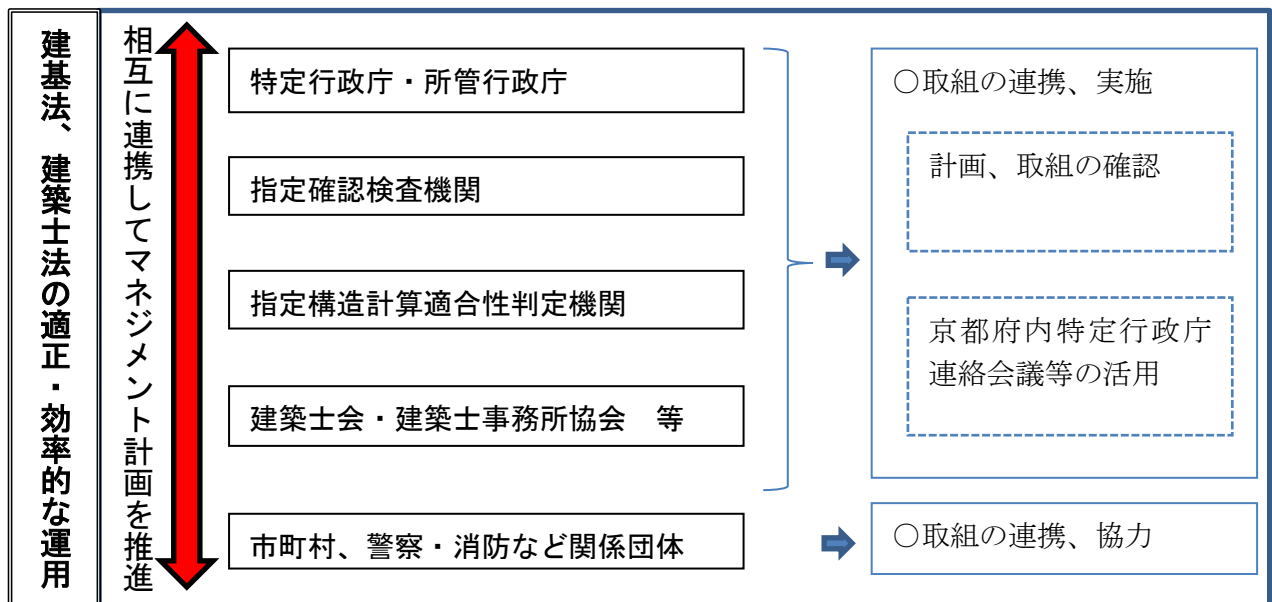 建基法、建築士法の適正・効率的な運用
相互に連携してマネジメント計画を推進
特定行政庁・所管行政庁
指定確認検査機関
指定構造計算適合性判定機関
建築士会・建築士事務所協会　等
市町村、警察・消防など関係団体
○取組の連携、実施
計画、取組の確認
京都府内特定行政庁
連絡会議等の活用
○取組の連携、協力